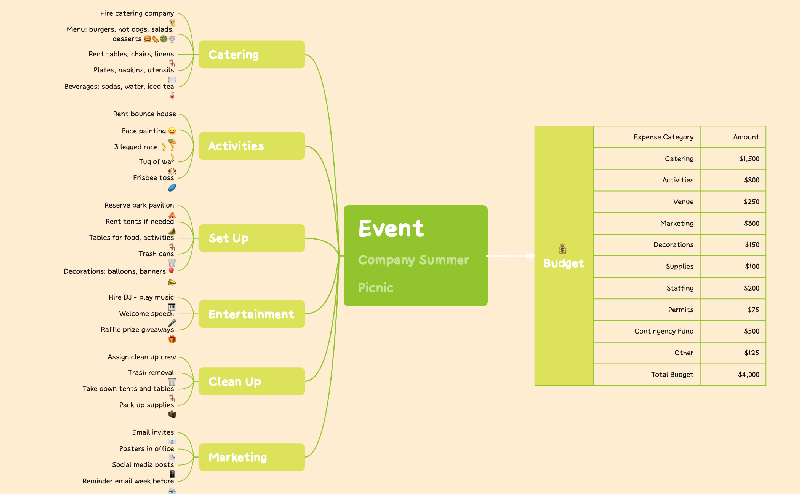 Hire catering company
Menu: burgers, hot dogs, salads,
desserts
Rent tables, chairs, linens
Plates, napkins, utensils
Beverages: sodas, water, iced tea
Catering
Rent bounce house
Face painting
3 legged race
Tug of war
Frisbee toss
Activities
Reserve park pavilion
Rent tents if needed
Tables for food, activities
Trash cans
Decorations: balloons, banners
Set Up
Hire DJ - play music
Welcome speech
Raffle prize giveaways
Entertainment
Assign clean up crew
Trash removal
Take down tents and tables
Pack up supplies
Clean Up
Email invites
Posters in office
Social media posts
Reminder email week before
Marketing
Event
Company Summer
Picnic
Budget
Expense Category Amount
Catering $1,500
Activities $800
Venue $250
Marketing $300
Decorations $150
Supplies $100
Staffing $200
Permits $75
Contingency Fund $500
Other $125
Total Budget $4,000